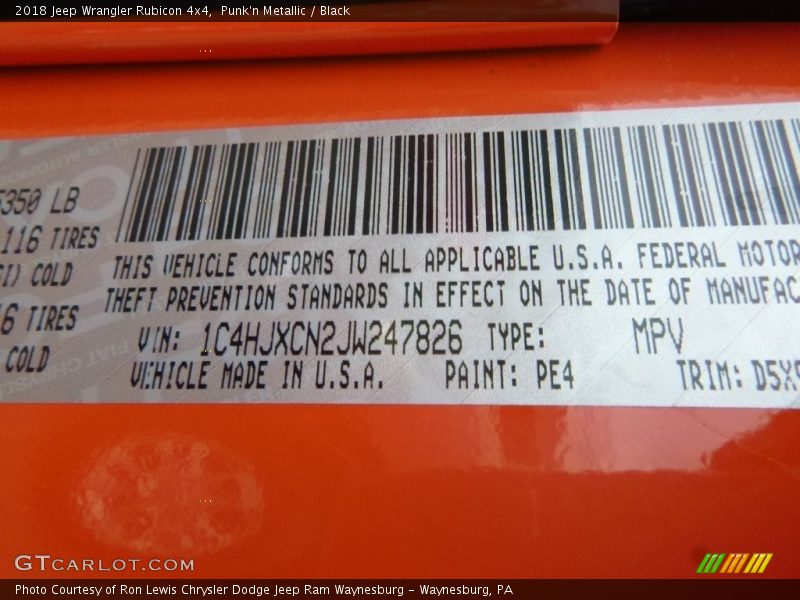 2018 Jeep Wrangler Rubicon 4x4,  Punk'n Metallic / Black
350 LB
116 TIRES
SI) COLD
6 TIRES
COLD
THIS VEHICLE CONFORMS TO ALL APPLICABLE U.S.A. FEDERAL MOTOR
THEFT PREVENTION STANDARDS IN EFFECT ON THE DATE OF MANUFAC
VIN: 1C4HJXCN2JW247826 TYPE: MPV
VEHICLE MADE IN U.S.A. PAINT: PE4 TRIM: D5X9
GTCARLOT.COM
Photo Courtesy of Ron Lewis Chrysler Dodge Jeep Ram Waynesburg – Waynesburg, PA